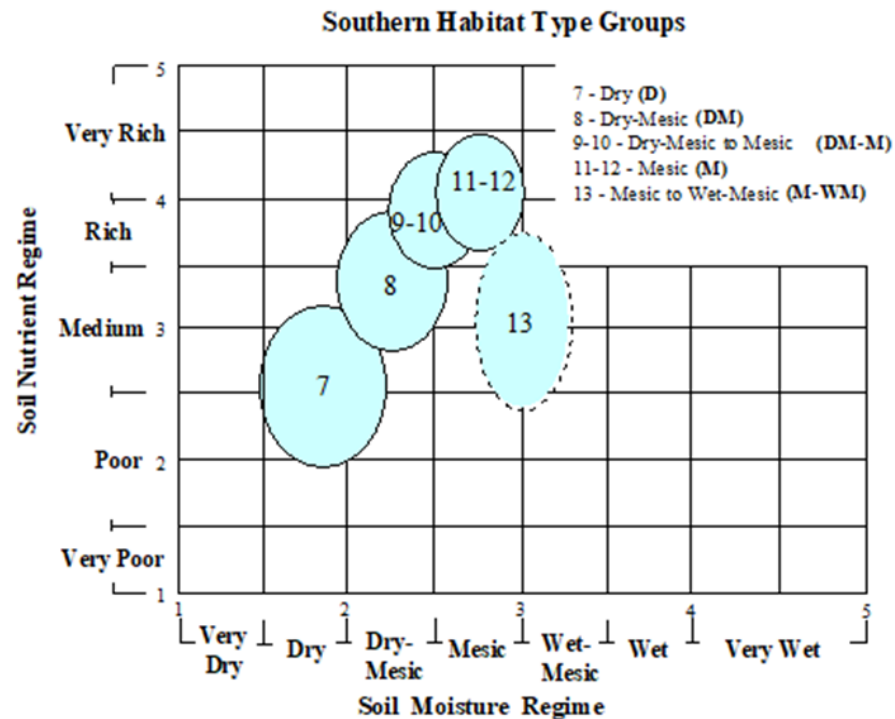 Southern Habitat Type Groups
7 - Dry (D)
8 - Dry-Mesic (DM)
9-10 - Dry-Mesic to Mesic (DM-M)
11-12 - Mesic (M)
13 - Mesic to Wet-Mesic (M-WM)
Soil Nutrient Regime
5
Very Rich
4
Rich
Medium
3
Poor
2
Very Poor
1
11-12
9-10
8
13
7
1 2 3 4 5
Very Dry
Dry
Dry-Mesic
Mesic
Wet-Mesic
Wet
Very Wet
Soil Moisture Regime